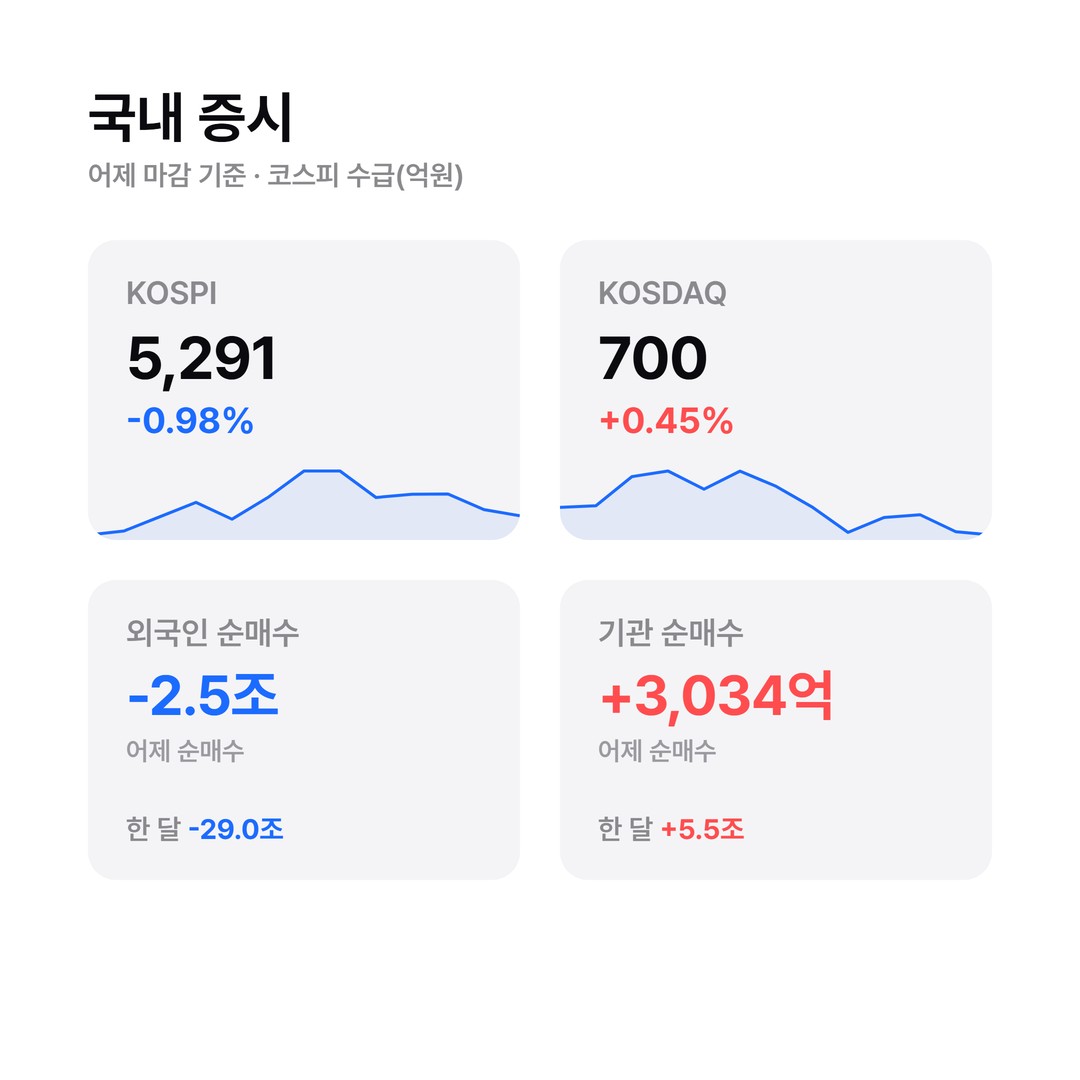 국내 증시
어제 마감 기준 · 코스피 수급(억원)
KOSPI
5,291
-0.98%
KOSDAQ
700
+0.45%
외국인 순매수
-2.5조
어제 순매수
한 달 -29.0조
기관 순매수
+3,034억
어제 순매수
한 달 +5.5조